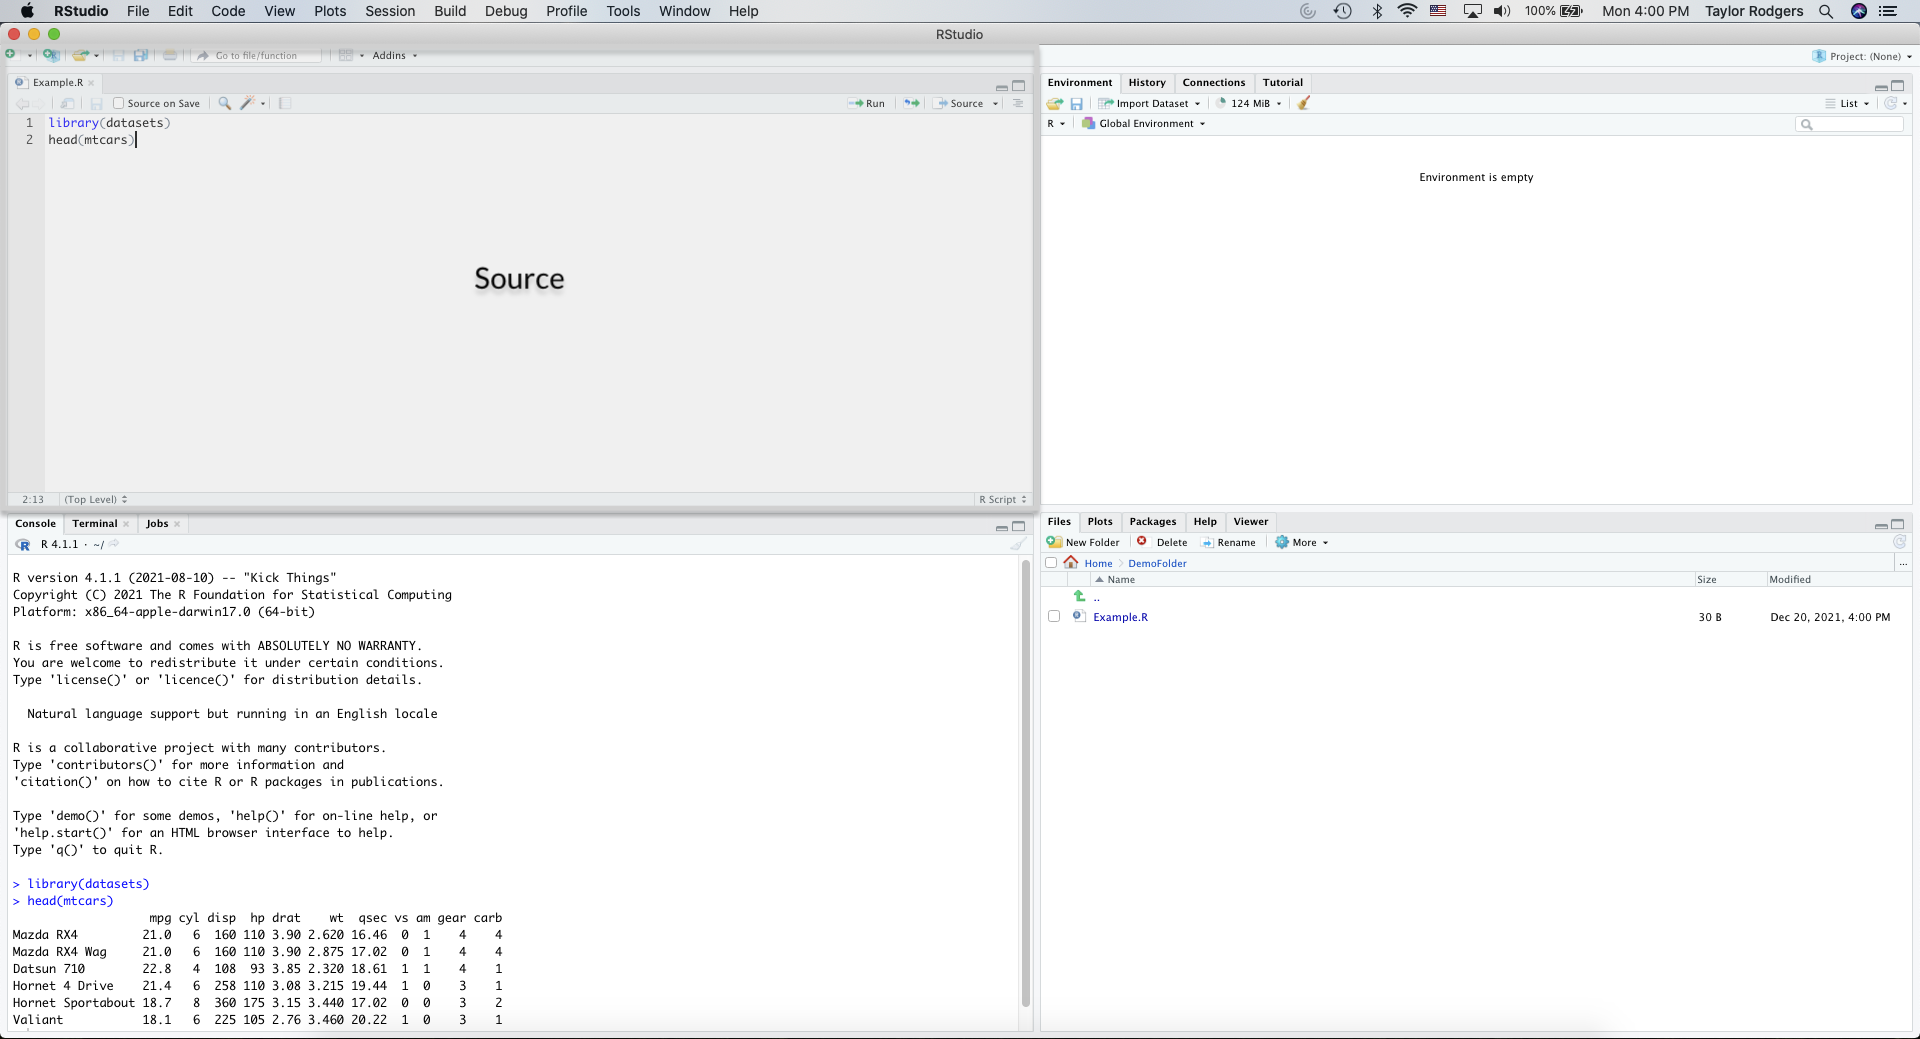 RStudio File Edit Code View Plots Session Build Debug Profile Tools Window Help 100% Mon 4:00 PM Taylor Rodgers
RStudio
Go to file/function Addins Project: (None)
Example.R
Source on Save Run Source
1 library(datasets)
2 head(mtcars)
Source
2:13 (Top Level) R Script
Environment History Connections Tutorial
Import Dataset 124 MiB List
R Global Environment
Environment is empty
Console Terminal Jobs
R 4.1.1 · ~/
R version 4.1.1 (2021-08-10) -- "Kick Things"
Copyright (C) 2021 The R Foundation for Statistical Computing
Platform: x86_64-apple-darwin17.0 (64-bit)
R is free software and comes with ABSOLUTELY NO WARRANTY.
You are welcome to redistribute it under certain conditions.
Type 'license()' or 'licence()' for distribution details.
Natural language support but running in an English locale
R is a collaborative project with many contributors.
Type 'contributors()' for more information and
'citation()' on how to cite R or R packages in publications.
Type 'demo()' for some demos, 'help()' for on-line help, or
'help.start()' for an HTML browser interface to help.
Type 'q()' to quit R.
> library(datasets)
> head(mtcars)
mpg cyl disp hp drat wt qsec vs am gear carb
Mazda RX4 21.0 6 160 110 3.90 2.620 16.46 0 1 4 4
Mazda RX4 Wag 21.0 6 160 110 3.90 2.875 17.02 0 1 4 4
Datsun 710 22.8 4 108 93 3.85 2.320 18.61 1 1 4 1
Hornet 4 Drive 21.4 6 258 110 3.08 3.215 19.44 1 0 3 1
Hornet Sportabout 18.7 8 360 175 3.15 3.440 17.02 0 0 3 2
Valiant 18.1 6 225 105 2.76 3.460 20.22 1 0 3 1
Files Plots Packages Help Viewer
New Folder Delete Rename More
Home DemoFolder ...
Name Size Modified
..
Example.R 30 B Dec 20, 2021, 4:00 PM